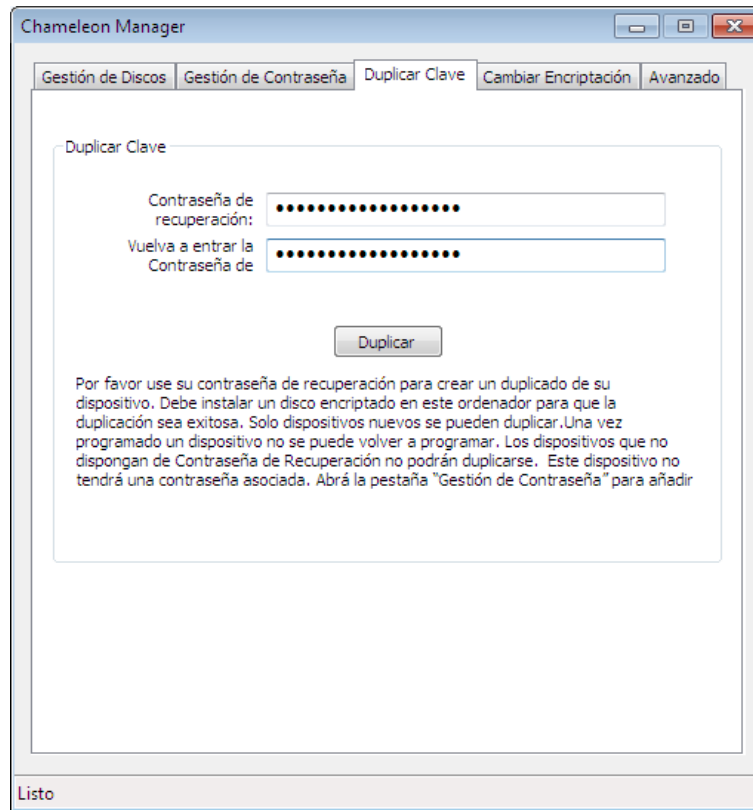 Chameleon Manager
Gestión de Discos Gestión de Contraseña Duplicar Clave Cambiar Encriptación Avanzado
Duplicar Clave
Contraseña de
recuperación:
••••••••••••••••••
Vuelva a entrar la
Contraseña de
••••••••••••••••••
Duplicar
Por favor use su contraseña de recuperación para crear un duplicado de su
dispositivo. Debe instalar un disco encriptado en este ordenador para que la
duplicación sea exitosa. Solo dispositivos nuevos se pueden duplicar.Una vez
programado un dispositivo no se puede volver a programar. Los dispositivos que no
dispongan de Contraseña de Recuperación no podrán duplicarse.  Este dispositivo no
tendrá una contraseña asociada. Abrá la pestaña “Gestión de Contraseña” para añadir
Listo